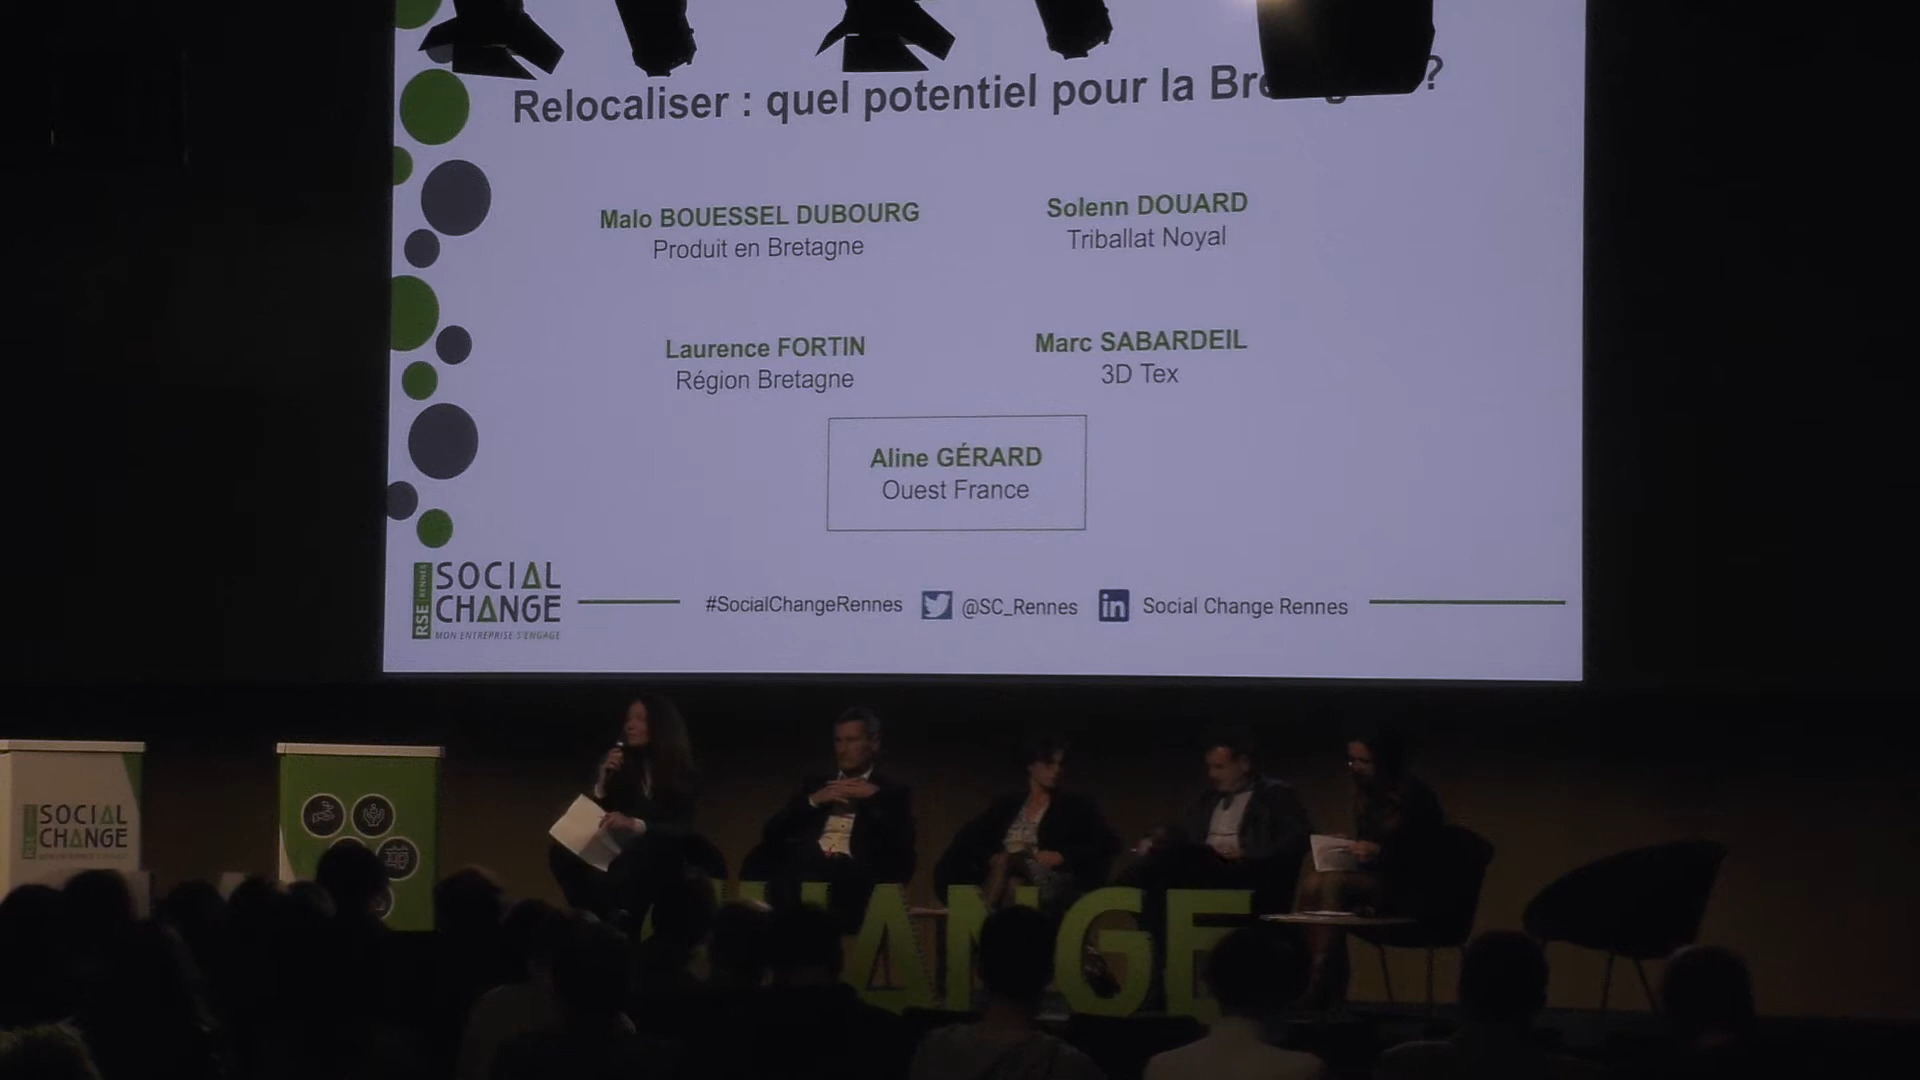 Relocaliser : quel potentiel pour la ?
Malo BOUESSEL DUBOURG
Produit en Bretagne
Solenn DOUARD
Triballat Noyal
Laurence FORTIN
Région Bretagne
Marc SABARDEIL
3D Tex
Aline GÉRARD
Ouest France
RSE RENNES
SOCIAL
CHANGE
MON ENTREPRISE S'ENGAGE
#SocialChangeRennes
@SC_Rennes
in
Social Change Rennes
SOCIAL
CHANGE
CHANGE